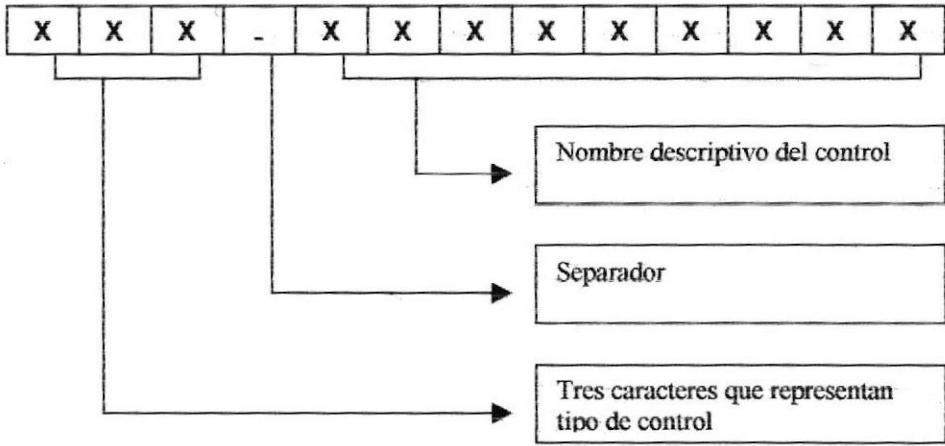 X X X - X X X X X X X X X
Nombre descriptivo del control
Separador
Tres caracteres que representan
tipo de control